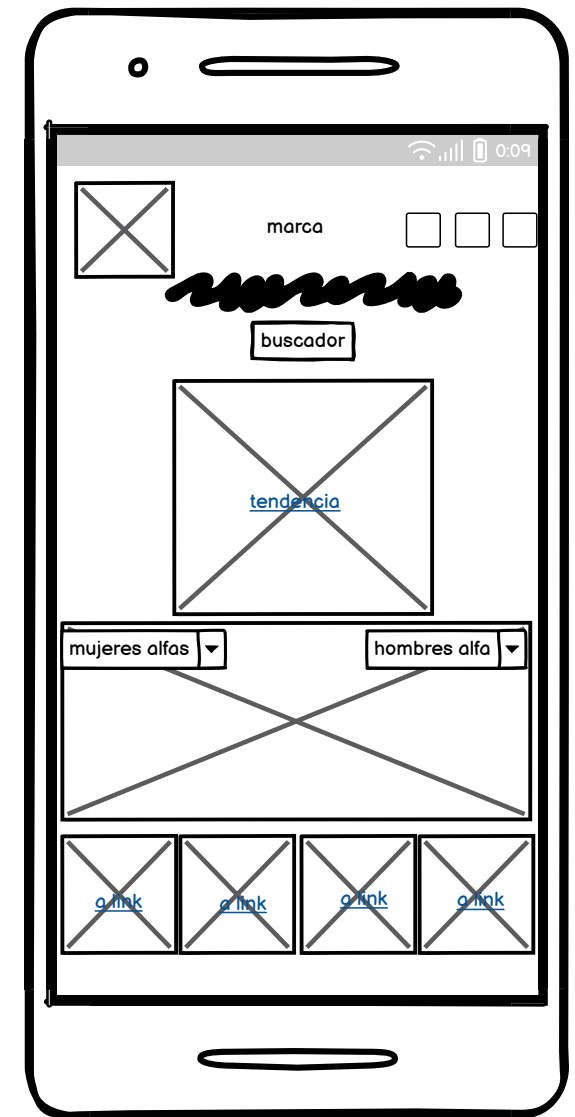 0:09
marca
buscador
tendencia
mujeres alfas
hombres alfa
a link
a link
a link
a link